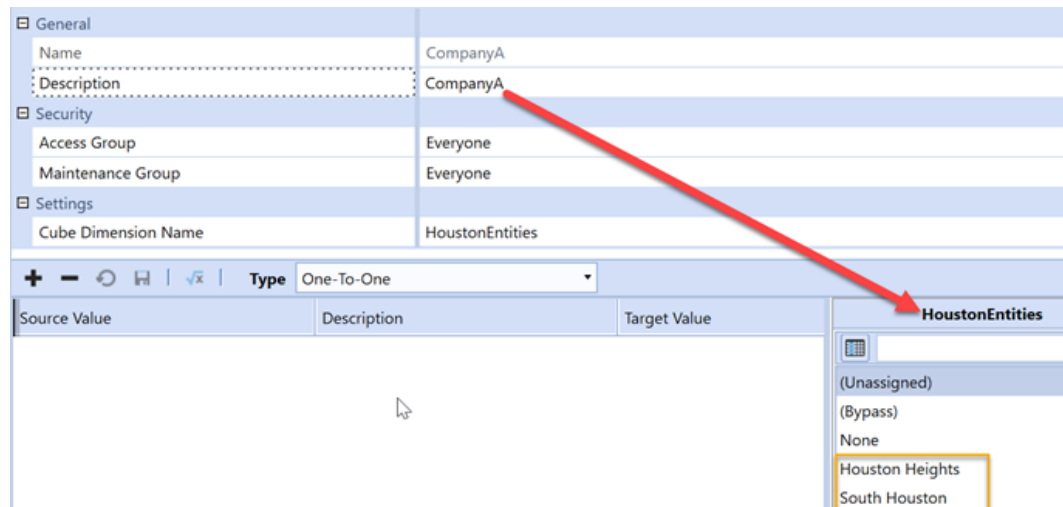 General
Name CompanyA
Description CompanyA
Security
Access Group Everyone
Maintenance Group Everyone
Settings
Cube Dimension Name HoustonEntities
Type One-To-One
Source Value Description Target Value HoustonEntities
(Unassigned)
(Bypass)
None
Houston Heights
South Houston